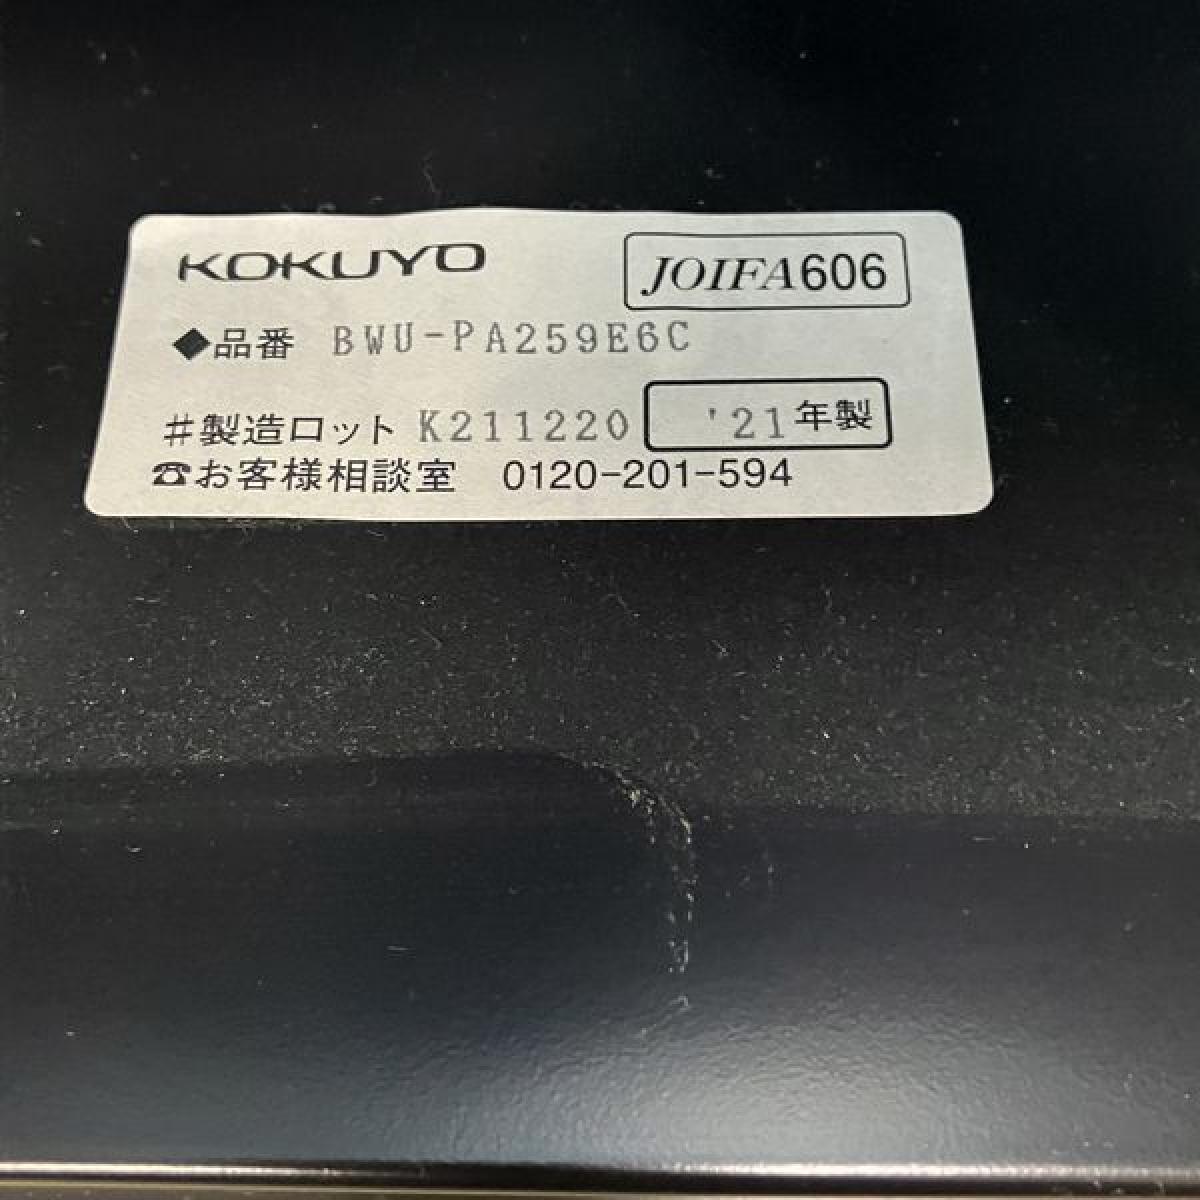 KOKUYO JOIFA606
◆品番 BWU-PA259E6C
#製造ロット K211220 '21年製
☎お客様相談室 0120-201-594